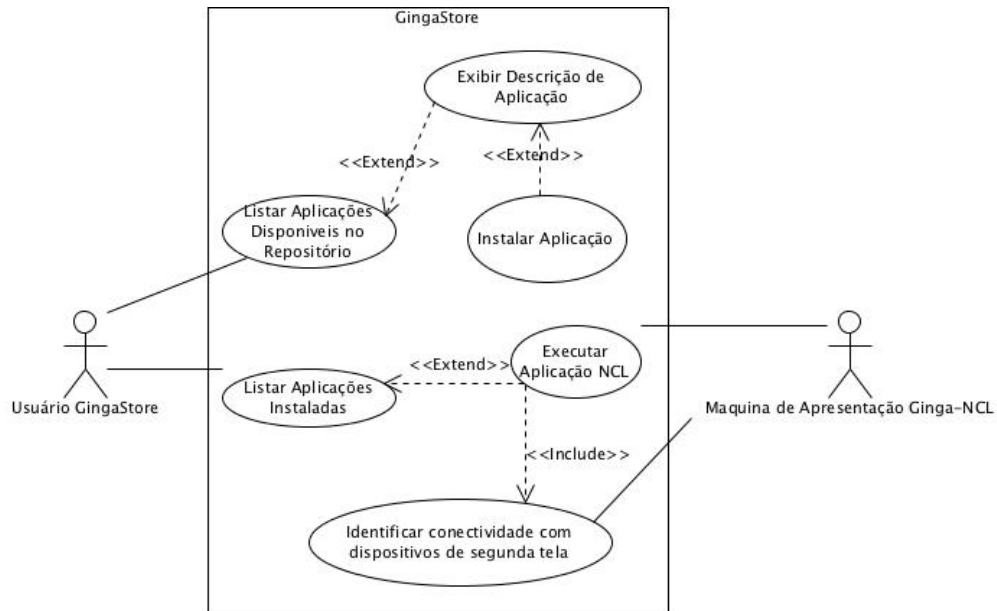 GingaStore
Exibir Descrição de
Aplicação
<<Extend>>
<<Extend>>
Listar Aplicações
Disponiveis no
Repositório
Instalar Aplicação
Executar
Aplicação NCL
<<Extend>>
Listar Aplicações
Instaladas
Usuário GingaStore
Maquina de Apresentação Ginga-NCL
<<Include>>
Identificar conectividade com
dispositivos de segunda tela